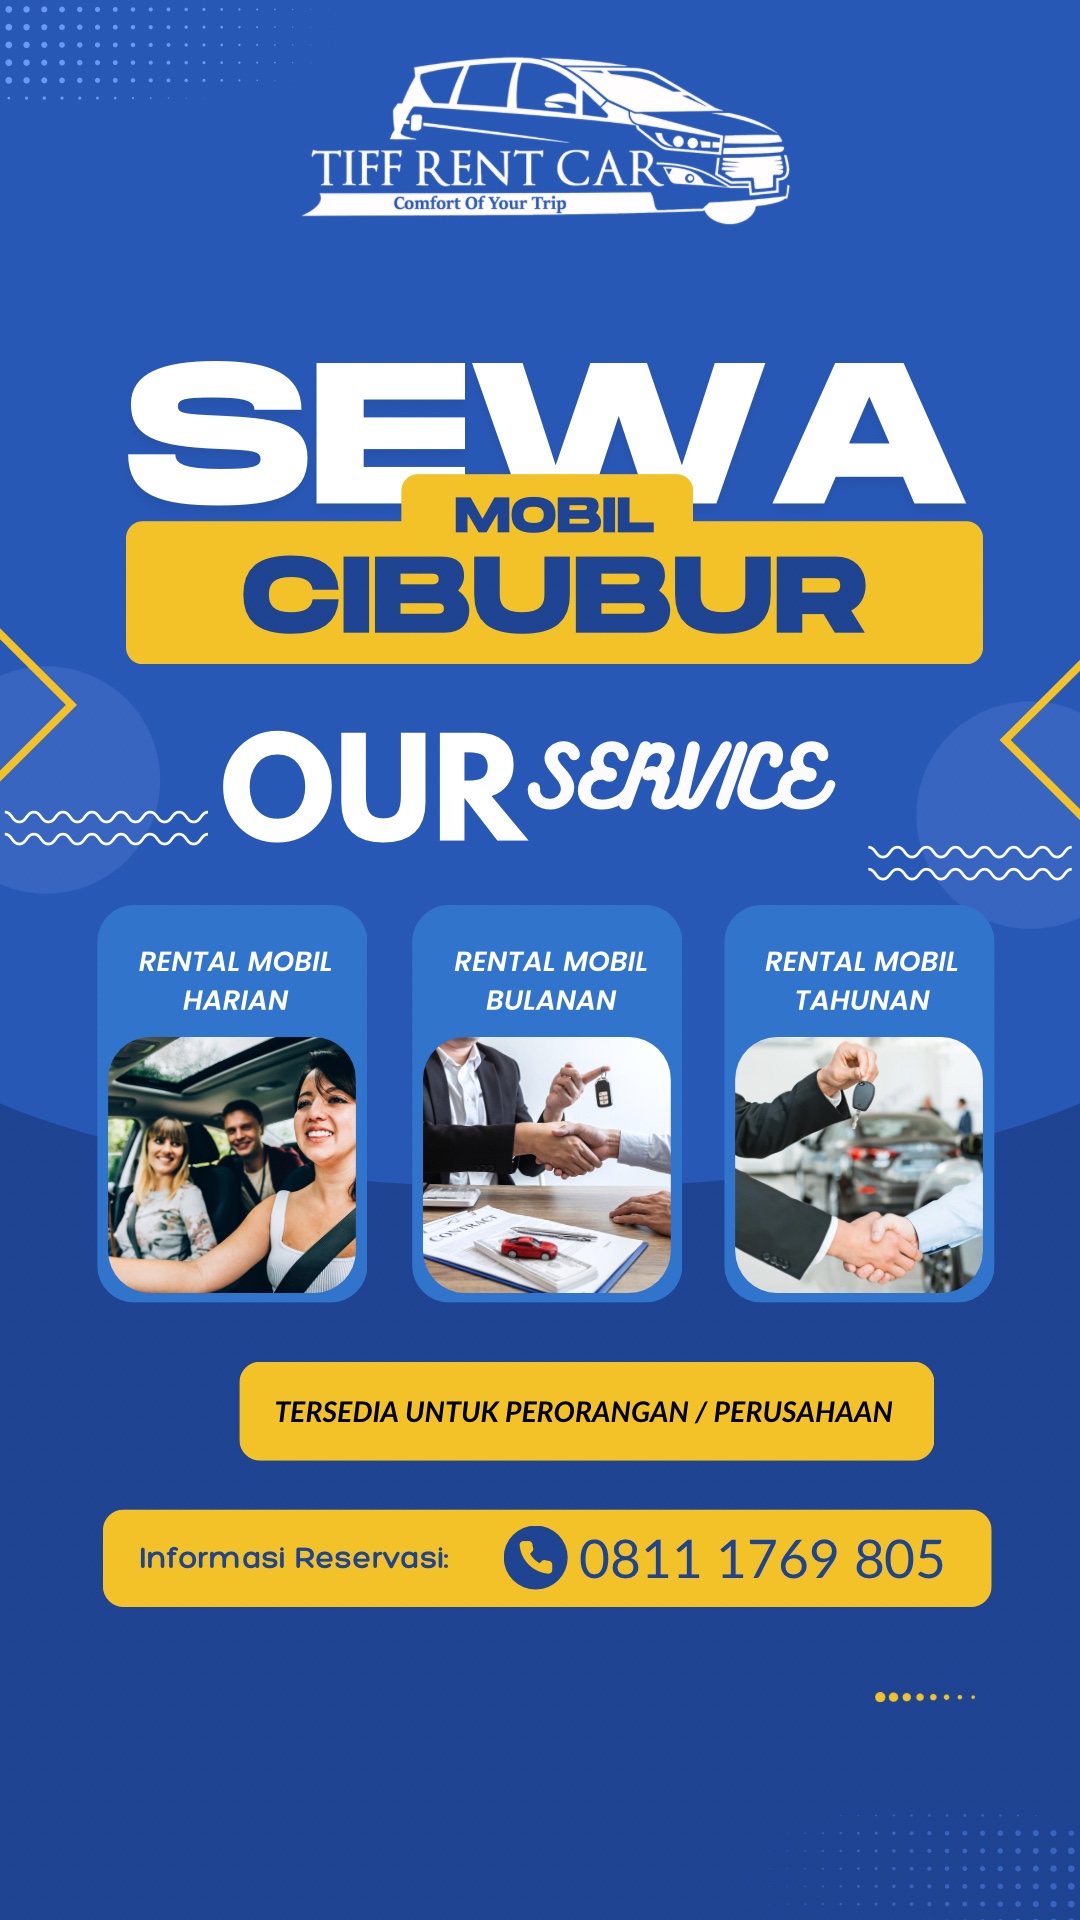 TIFF RENT CAR
Comfort Of Your Trip
SEWA
MOBIL
CIBUBUR
OUR SERVICE
RENTAL MOBIL
HARIAN
RENTAL MOBIL
BULANAN
RENTAL MOBIL
TAHUNAN
CONTRACT
TERSEDIA UNTUK PERORANGAN / PERUSAHAAN
Informasi Reservasi:
0811 1769 805